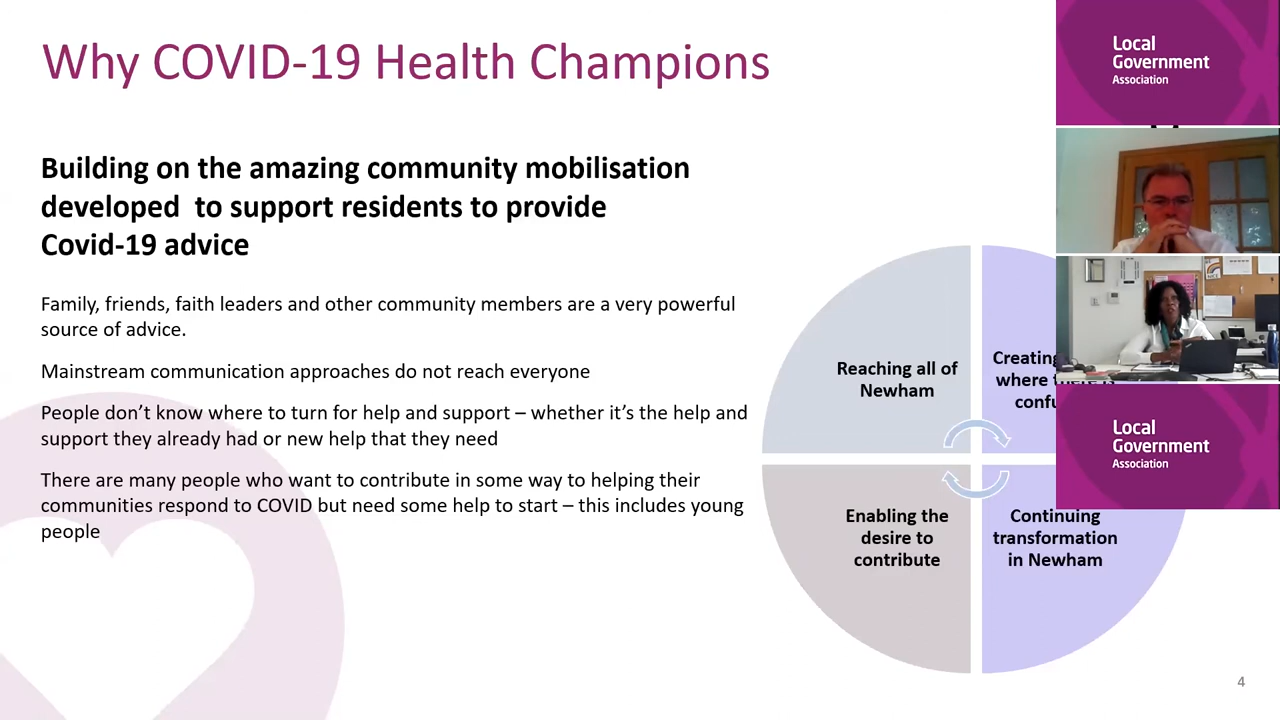 Why COVID-19 Health Champions
Building on the amazing community mobilisation
developed  to support residents to provide
Covid-19 advice
Family, friends, faith leaders and other community members are a very powerful
source of advice.
Mainstream communication approaches do not reach everyone
People don’t know where to turn for help and support – whether it’s the help and
support they already had or new help that they need
There are many people who want to contribute in some way to helping their
communities respond to COVID but need some help to start – this includes young
people
Reaching all of
Newham
Creating
where
Enabling the
desire to
contribute
Continuing
transformation
in Newham
Local
Government
Association
Local
Government
Association
4